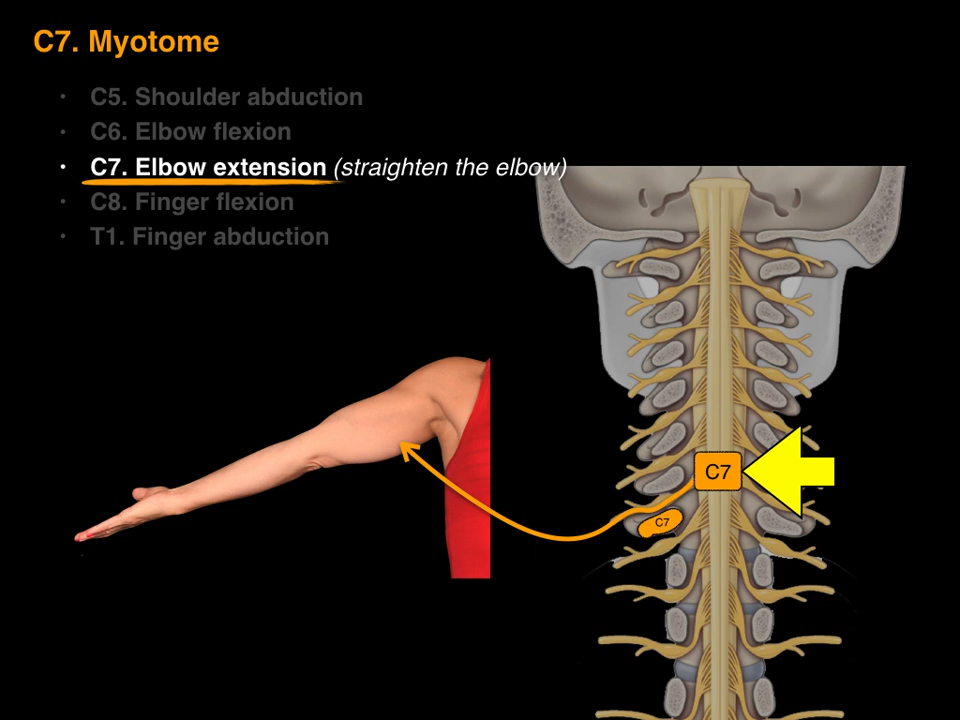 C7. Myotome
• C5. Shoulder abduction
• C6. Elbow flexion
• C7. Elbow extension (straighten the elbow)
• C8. Finger flexion
• T1. Finger abduction
C7
C7